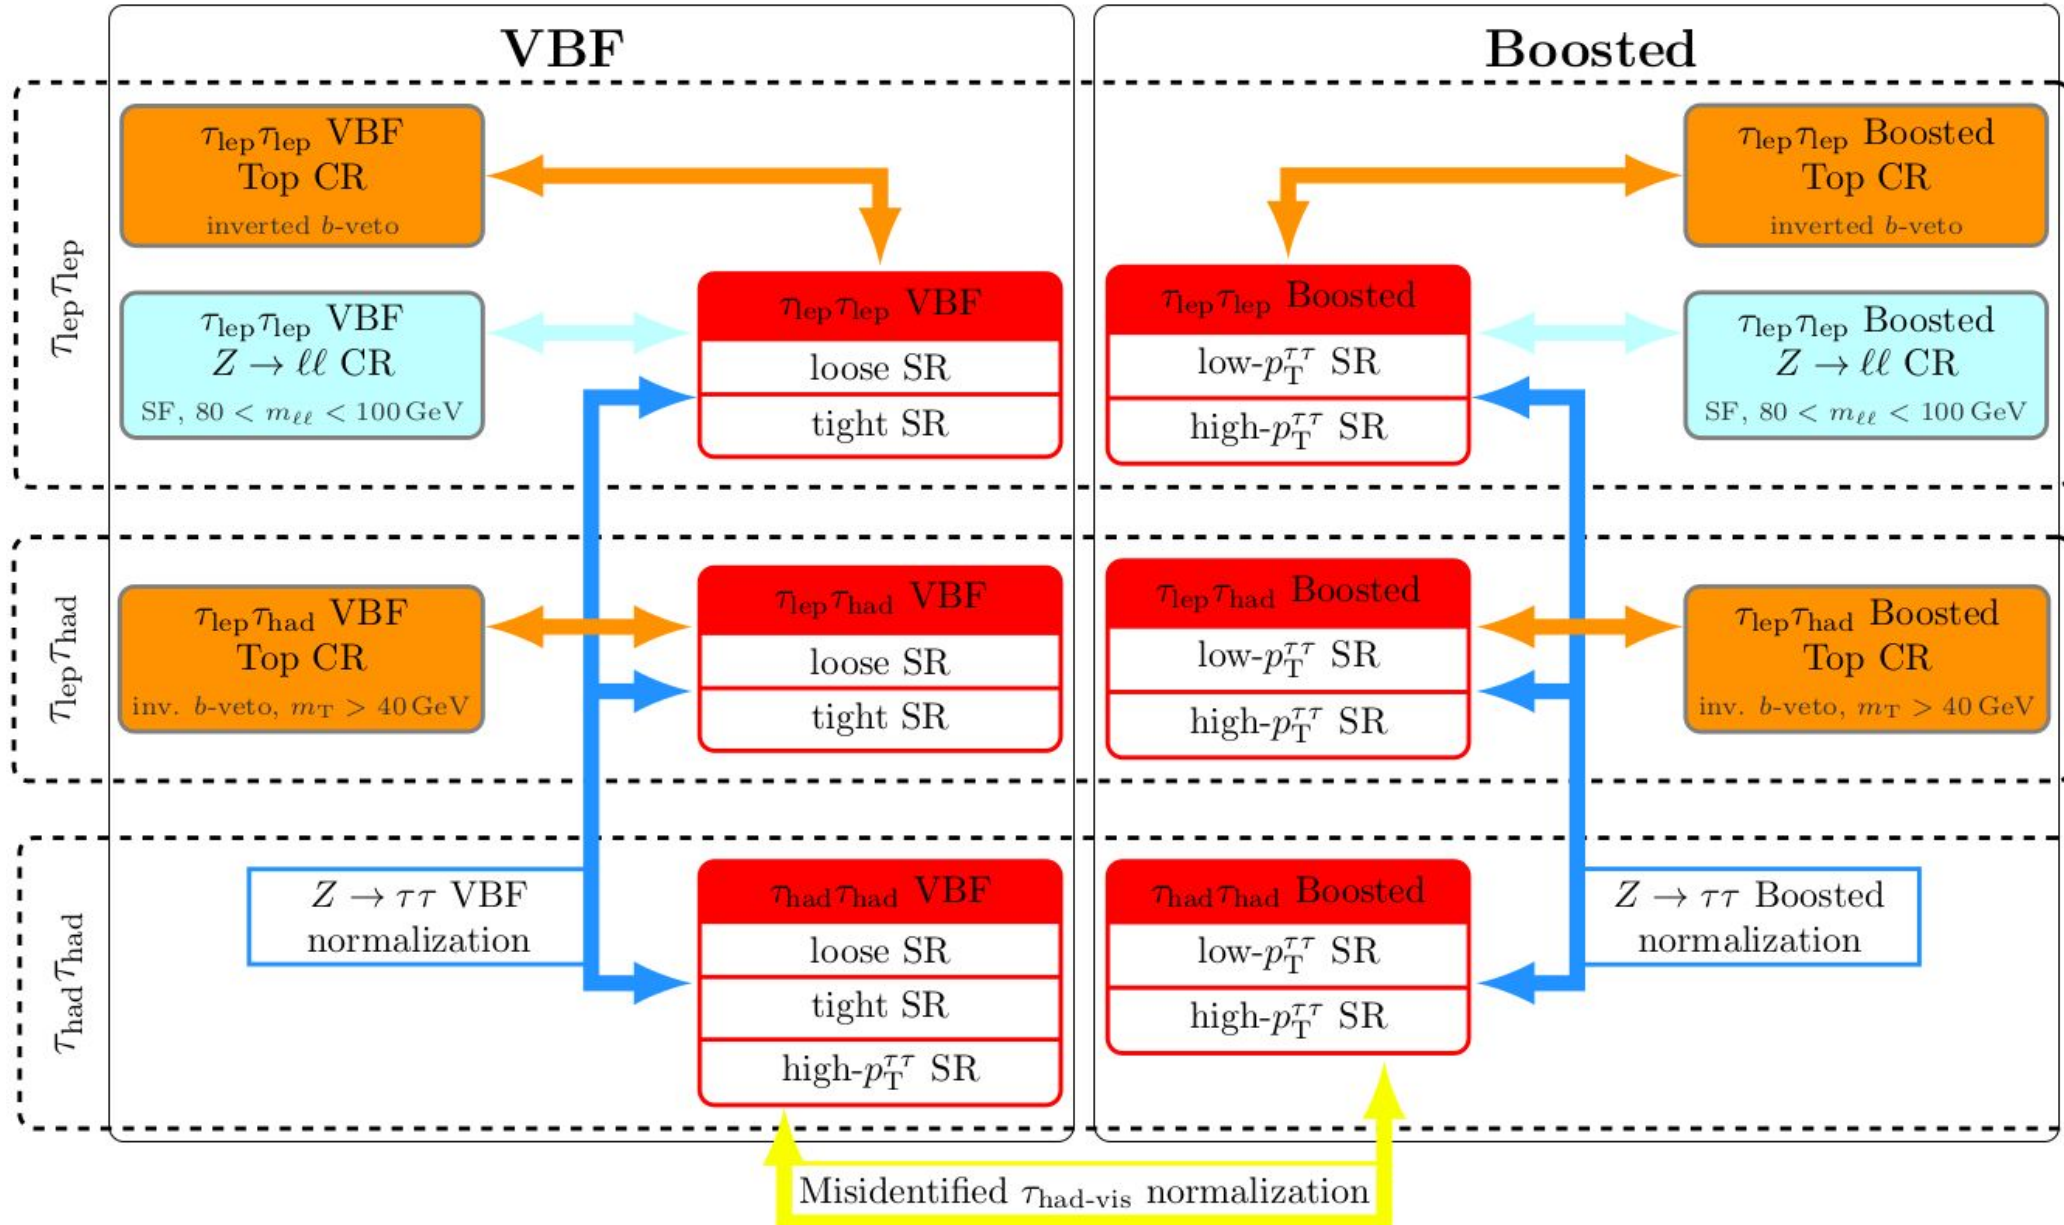 VBF
Boosted
τlepτlep
τlepτlep VBF
Top CR
inverted b-veto
τlepτlep VBF
Z → ℓℓ CR
SF, 80 < mℓℓ < 100 GeV
τlepτlep VBF
loose SR
tight SR
τlepτlep Boosted
low-pTττ SR
high-pTττ SR
τlepτlep Boosted
Top CR
inverted b-veto
τlepτlep Boosted
Z → ℓℓ CR
SF, 80 < mℓℓ < 100 GeV
τlepτhad
τlepτhad VBF
Top CR
inv. b-veto, mT > 40 GeV
τlepτhad VBF
loose SR
tight SR
τlepτhad Boosted
low-pTττ SR
high-pTττ SR
τlepτhad Boosted
Top CR
inv. b-veto, mT > 40 GeV
τhadτhad
Z → ττ VBF
normalization
τhadτhad VBF
loose SR
tight SR
high-pTττ SR
τhadτhad Boosted
low-pTττ SR
high-pTττ SR
Z → ττ Boosted
normalization
Misidentified τhad-vis normalization